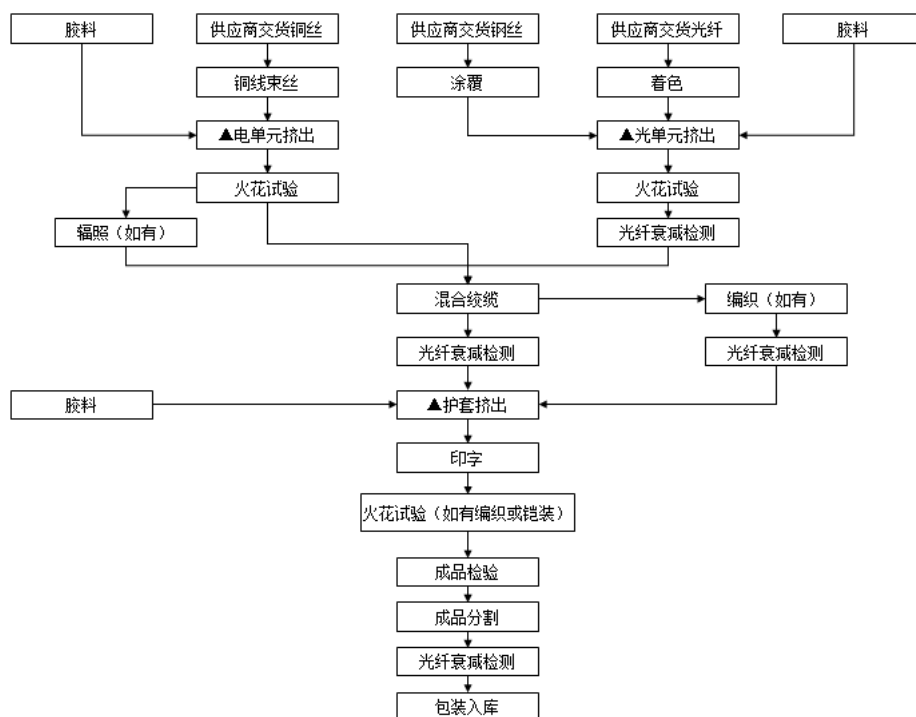 胶料
供应商交货铜丝
供应商交货钢丝
供应商交货光纤
胶料
铜线束丝
涂覆
着色
▲电单元挤出
▲光单元挤出
火花试验
火花试验
辐照（如有）
光纤衰减检测
混合绞缆
编织（如有）
光纤衰减检测
光纤衰减检测
胶料
▲护套挤出
印字
火花试验（如有编织或铠装）
成品检验
成品分割
光纤衰减检测
包装入库